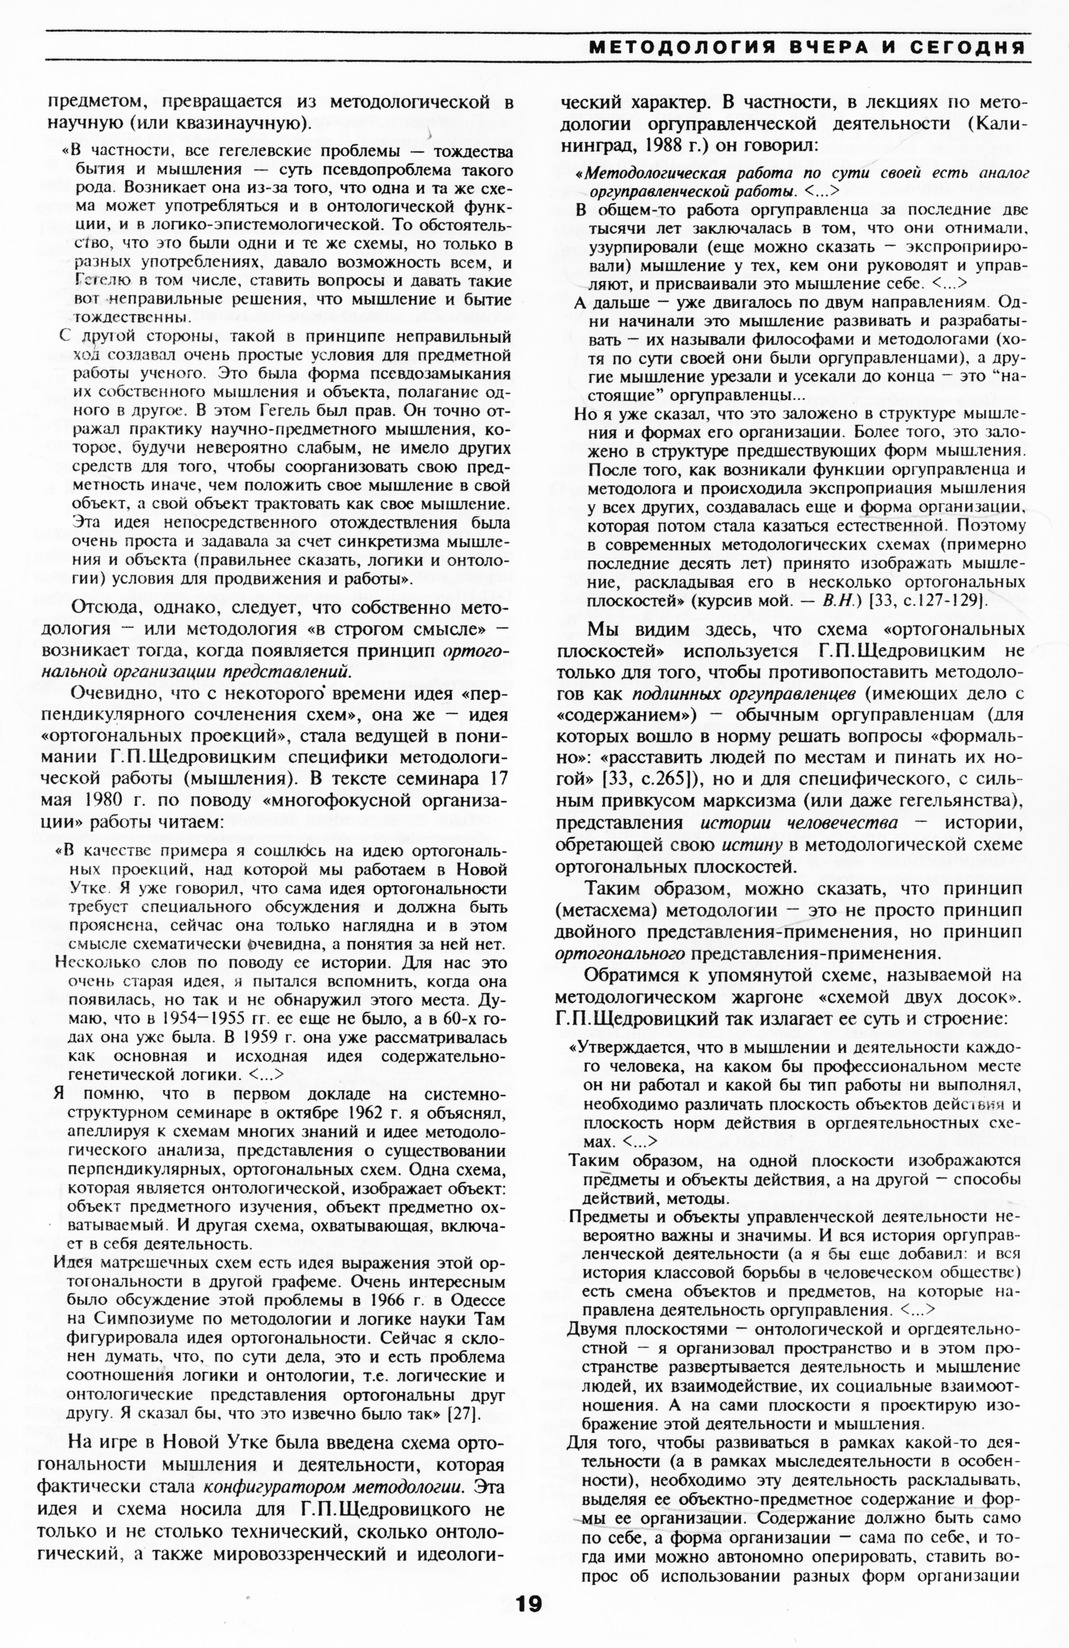 МЕТОДОЛОГИЯ ВЧЕРА И СЕГОДНЯ
предметом, превращается из методологической в
научную (или квазинаучную).
«В частности, все гегелевские проблемы — тождества
бытия и мышления — суть псевдопроблема такого
рода. Возникает она из-за того, что одна и та же схе-
ма может употребляться и в онтологической функ-
ции, и в логико-эпистемологической. То обстоятель-
ство, что это были одни и те же схемы, но только в
разных употреблениях, давало возможность всем, и
Гегелю в том числе, ставить вопросы и давать такие
вот неправильные решения, что мышление и бытие
тождественны.
С другой стороны, такой в принципе неправильный
ход создавал очень простые условия для предметной
работы ученого. Это была форма псевдозамыкания
их собственного мышления и объекта, полагание од-
ного в другое. В этом Гегель был прав. Он точно от-
ражал практику научно-предметного мышления, ко-
торое, будучи невероятно слабым, не имело других
средств для того, чтобы соорганизовать свою пред-
метность иначе, чем положить свое мышление в свой
объект, а свой объект трактовать как свое мышление.
Эта идея непосредственного отождествления была
очень проста и задавала за счет синкретизма мышле-
ния и объекта (правильнее сказать, логики и онтоло-
гии) условия для продвижения и работы».
Отсюда, однако, следует, что собственно мето-
дология — или методология «в строгом смысле» —
возникает тогда, когда появляется принцип ортого-
нальной организации представлений.
Очевидно, что с некоторого времени идея «пер-
пендикулярного сочленения схем», она же — идея
«ортогональных проекций», стала ведущей в пони-
мании Г.П.Щедровицким специфики методологи-
ческой работы (мышления). В тексте семинара 17
мая 1980 г. по поводу «многофокусной организа-
ции» работы читаем:
«В качестве примера я сошлюсь на идею ортогональ-
ных проекций, над которой мы работаем в Новой
Утке. Я уже говорил, что сама идея ортогональности
требует специального обсуждения и должна быть
прояснена, сейчас она только наглядна и в этом
смысле схематически очевидна, а понятия за ней нет.
Несколько слов по поводу ее истории. Для нас это
очень старая идея, я пытался вспомнить, когда она
появилась, но так и не обнаружил этого места. Ду-
маю, что в 1954—1955 гг. ее еще не было, а в 60-х го-
дах она уже была. В 1959 г. она уже рассматривалась
как основная и исходная идея содержательно-
генетической логики. <...>
Я помню, что в первом докладе на системно-
структурном семинаре в октябре 1962 г. я объяснял,
апеллируя к схемам многих знаний и идее методоло-
гического анализа, представления о существовании
перпендикулярных, ортогональных схем. Одна схема,
которая является онтологической, изображает объект:
объект предметного изучения, объект предметно ох-
ватываемый. И другая схема, охватывающая, включа-
ет в себя деятельность.
Идея матрешечных схем есть идея выражения этой ор-
тогональности в другой графеме. Очень интересным
было обсуждение этой проблемы в 1966 г. в Одессе
на Симпозиуме по методологии и логике науки Там
фигурировала идея ортогональности. Сейчас я скло-
нен думать, что, по сути дела, это и есть проблема
соотношения логики и онтологии, т.е. логические и
онтологические представления ортогональны друг
другу. Я сказал бы, что это извечно было так» [27].
На игре в Новой Утке была введена схема орто-
гональности мышления и деятельности, которая
фактически стала конфигуратором методологии. Эта
идея и схема носила для Г.П.Щедровицкого не
только и не столько технический, сколько онтоло-
гический, а также мировоззренческий и идеологи-
ческий характер. В частности, в лекциях по мето-
дологии оргуправленческой деятельности (Кали-
нинград, 1988 г.) он говорил:
«Методологическая работа по сути своей есть аналог
оргуправленческой работы. <...>
В общем-то работа оргуправленца за последние две
тысячи лет заключалась в том, что они отнимали,
узурпировали (еще можно сказать — экспроприиро-
вали) мышление у тех, кем они руководят и управ-
ляют, и присваивали это мышление себе. <...>
А дальше — уже двигалось по двум направлениям. Од-
ни начинали это мышление развивать и разрабаты-
вать — их называли философами и методологами (хо-
тя по сути своей они были оргуправленцами), а дру-
гие мышление урезали и усекали до конца — это "на-
стоящие" оргуправленцы...
Но я уже сказал, что это заложено в структуре мышле-
ния и формах его организации. Более того, это зало-
жено в структуре предшествующих форм мышления.
После того, как возникали функции оргуправленца и
методолога и происходила экспроприация мышления
у всех других, создавалась еще и форма организации,
которая потом стала казаться естественной. Поэтому
в современных методологических схемах (примерно
последние десять лет) принято изображать мышле-
ние, раскладывая его в несколько ортогональных
плоскостей» (курсив мой. — В.Н.) [33, с.127-129].
Мы видим здесь, что схема «ортогональных
плоскостей» используется Г.П.Щедровицким не
только для того, чтобы противопоставить методоло-
гов как подлинных оргуправленцев (имеющих дело с
«содержанием») — обычным оргуправленцам (для
которых вошло в норму решать вопросы «формаль-
но»: «расставить людей по местам и пинать их но-
гой» [33, с.265]), но и для специфического, с силь-
ным привкусом марксизма (или даже гегельянства),
представления истории человечества — истории,
обретающей свою истину в методологической схеме
ортогональных плоскостей.
Таким образом, можно сказать, что принцип
(метасхема) методологии — это не просто принцип
двойного представления-применения, но принцип
ортогонального представления-применения.
Обратимся к упомянутой схеме, называемой на
методологическом жаргоне «схемой двух досок».
Г.П.Щедровицкий так излагает ее суть и строение:
«Утверждается, что в мышлении и деятельности каждо-
го человека, на каком бы профессиональном месте
он ни работал и какой бы тип работы ни выполнял,
необходимо различать плоскость объектов действия и
плоскость норм действия в оргдеятельностных схе-
мах. <...>
Таким образом, на одной плоскости изображаются
предметы и объекты действия, а на другой — способы
действий, методы.
Предметы и объекты управленческой деятельности не-
вероятно важны и значимы. И вся история оргуправ-
ленческой деятельности (а я бы еще добавил: и вся
история классовой борьбы в человеческом обществе)
есть смена объектов и предметов, на которые на-
правлена деятельность оргуправления. <...>
Двумя плоскостями — онтологической и оргдеятельно-
стной — я организовал пространство и в этом про-
странстве развертывается деятельность и мышление
людей, их взаимодействие, их социальные взаимоот-
ношения. А на сами плоскости я проектирую изо-
бражение этой деятельности и мышления.
Для того, чтобы развиваться в рамках какой-то дея-
тельности (а в рамках мыследеятельности в особен-
ности), необходимо эту деятельность раскладывать,
выделяя ее объектно-предметное содержание и фор-
мы ее организации. Содержание должно быть само
по себе, а форма организации — сама по себе, и то-
гда ими можно автономно оперировать, ставить во-
прос об использовании разных форм организации
19